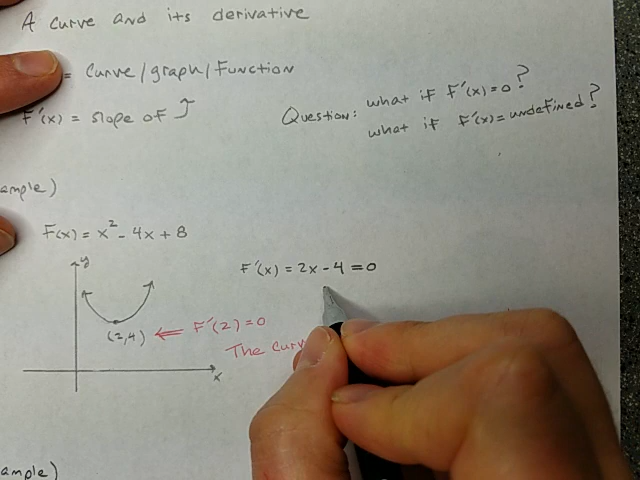 A curve and its derivative
= curve/graph/function
F'(x) = slope of
Question: what if F'(x)=0?
what if F'(x)= undefined?
ample)
F(x) = x² - 4x + 8
y
F'(x) = 2x - 4 = 0
(2,4) ⇐ F'(2) = 0
The curv
x
ample)